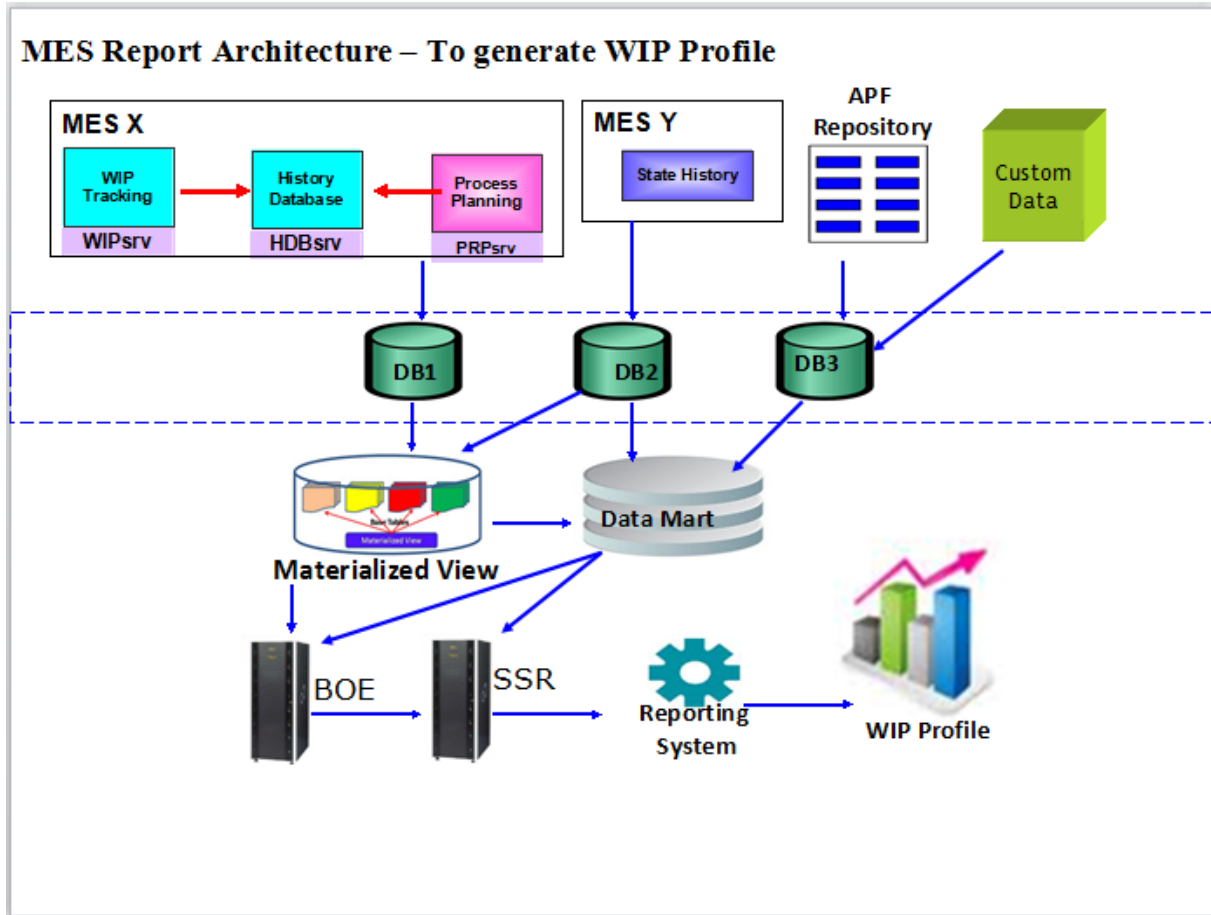 MES Report Architecture – To generate WIP Profile
MES X
WIP
Tracking
WIPsrv
History
Database
HDBsrv
Process
Planning
PRPsrv
MES Y
State History
APF
Repository
Custom
Data
DB1
DB2
DB3
Base Tables
Materialized View
Materialized View
Data Mart
BOE
SSR
Reporting
System
WIP Profile